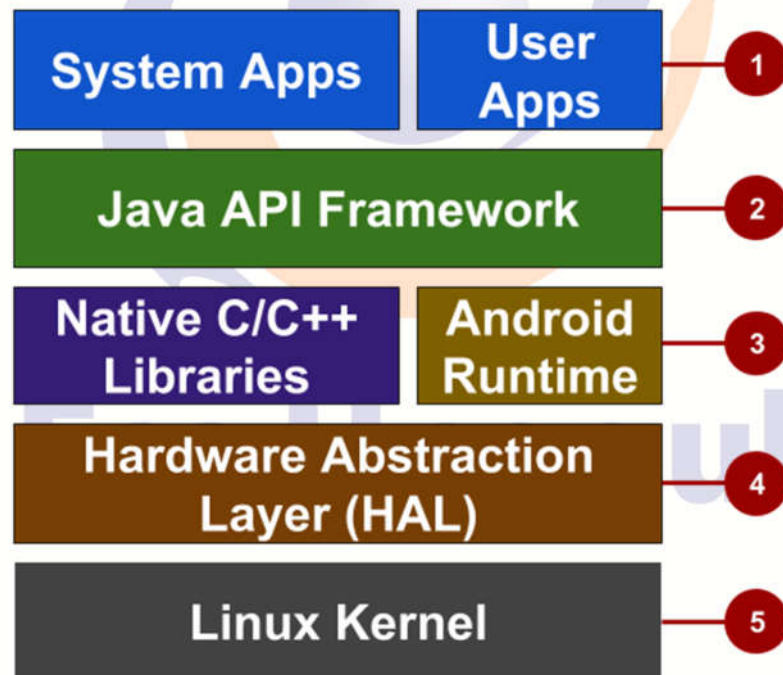 System Apps
User
Apps
1
Java API Framework
2
Native C/C++
Libraries
Android
Runtime
3
Hardware Abstraction
Layer (HAL)
4
Linux Kernel
5